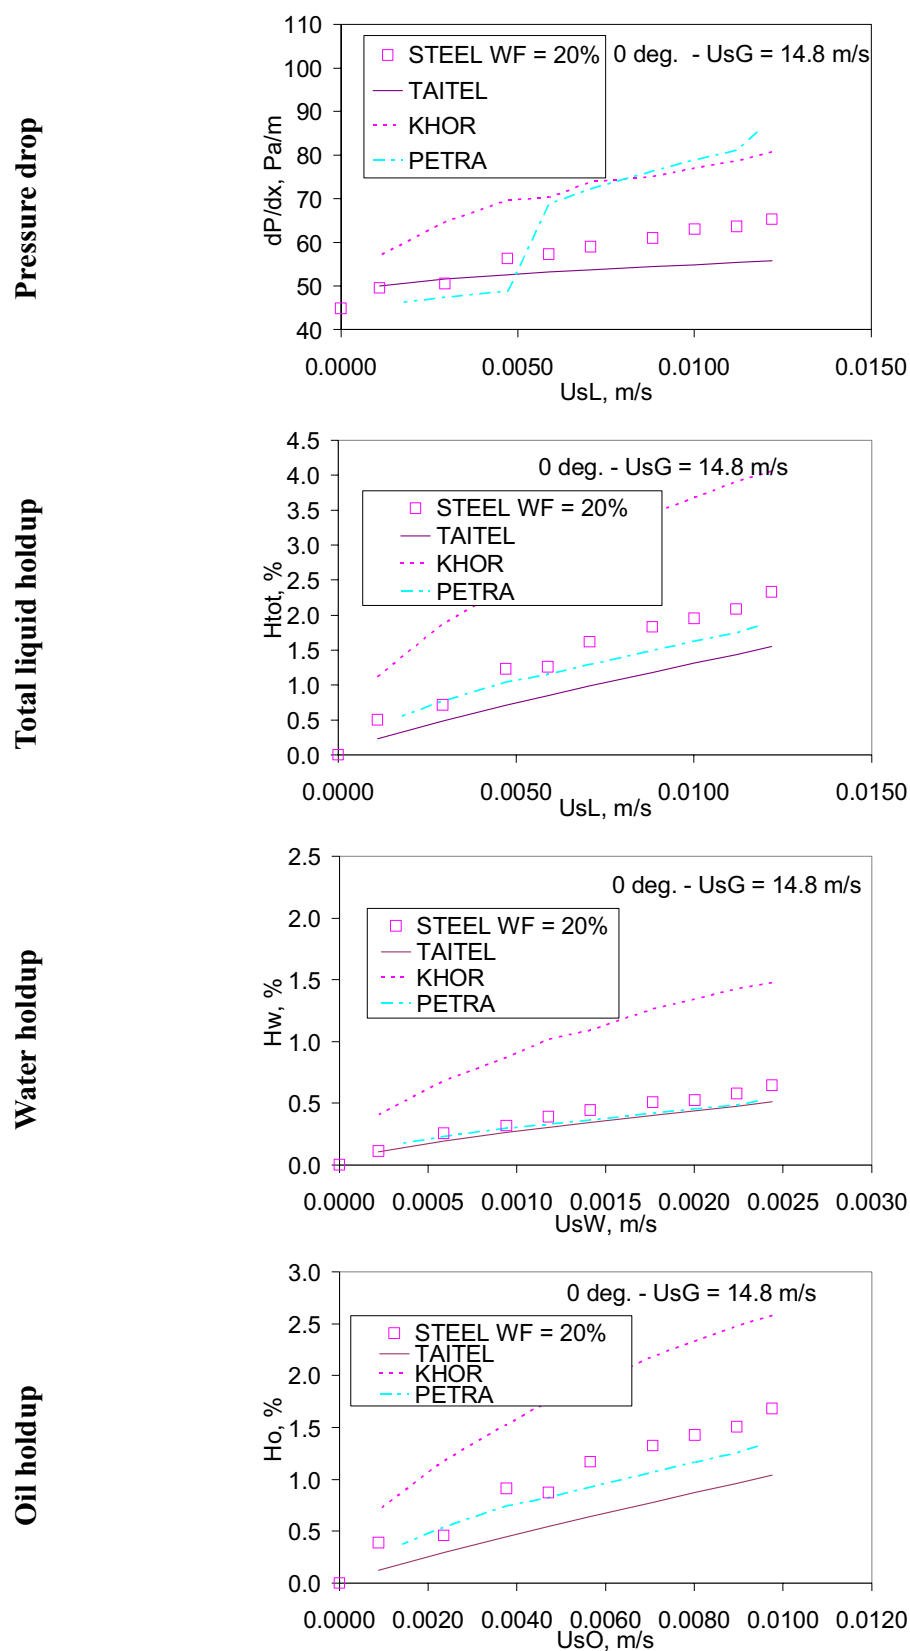 Pressure drop
110
100
90
80
70
60
50
40
dP/dx, Pa/m
STEEL WF = 20%
TAITEL
KHOR
PETRA
0 deg. - UsG = 14.8 m/s
0.0000 0.0050 0.0100 0.0150
UsL, m/s
Total liquid holdup
4.5
4.0
3.5
3.0
2.5
2.0
1.5
1.0
0.5
0.0
Htot, %
0 deg. - UsG = 14.8 m/s
STEEL WF = 20%
TAITEL
KHOR
PETRA
0.0000 0.0050 0.0100 0.0150
UsL, m/s
Water holdup
2.5
2.0
1.5
1.0
0.5
0.0
Hw, %
0 deg. - UsG = 14.8 m/s
STEEL WF = 20%
TAITEL
KHOR
PETRA
0.0000 0.0005 0.0010 0.0015 0.0020 0.0025 0.0030
UsW, m/s
Oil holdup
3.0
2.5
2.0
1.5
1.0
0.5
0.0
Ho, %
0 deg. - UsG = 14.8 m/s
STEEL WF = 20%
TAITEL
KHOR
PETRA
0.0000 0.0020 0.0040 0.0060 0.0080 0.0100 0.0120
UsO, m/s